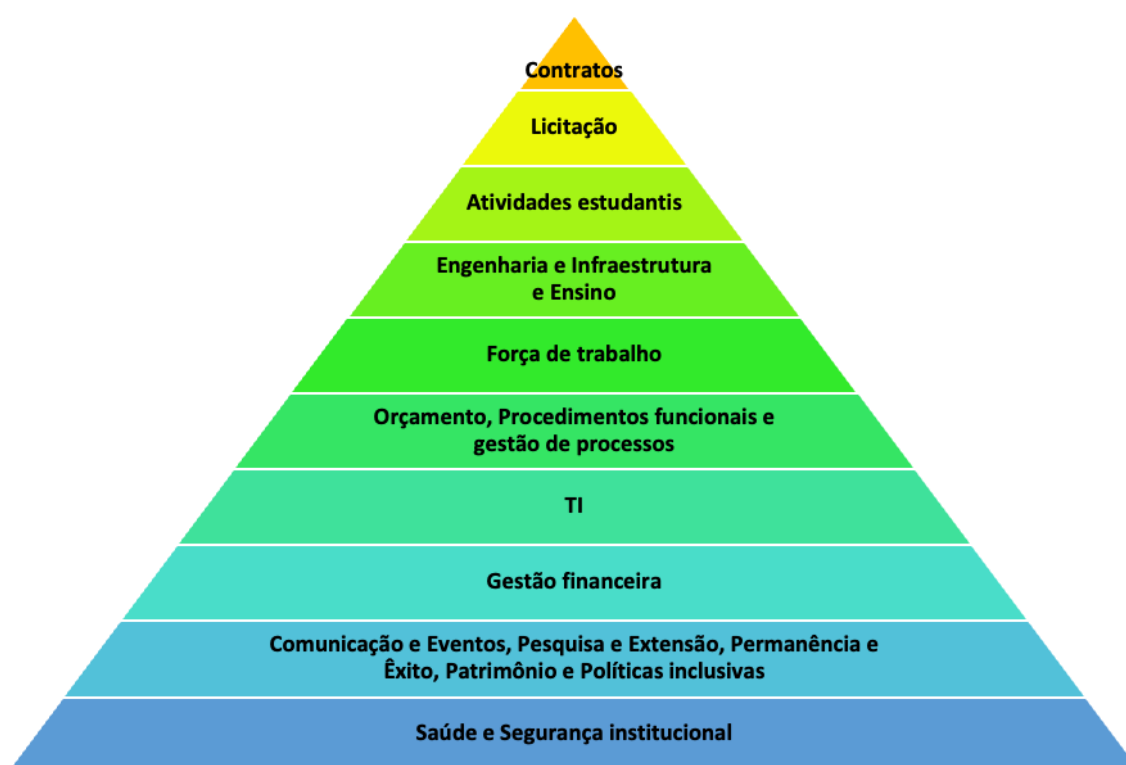 Contratos
Licitação
Atividades estudantis
Engenharia e Infraestrutura
e Ensino
Força de trabalho
Orçamento, Procedimentos funcionais e
gestão de processos
TI
Gestão financeira
Comunicação e Eventos, Pesquisa e Extensão, Permanência e
Êxito, Patrimônio e Políticas inclusivas
Saúde e Segurança institucional